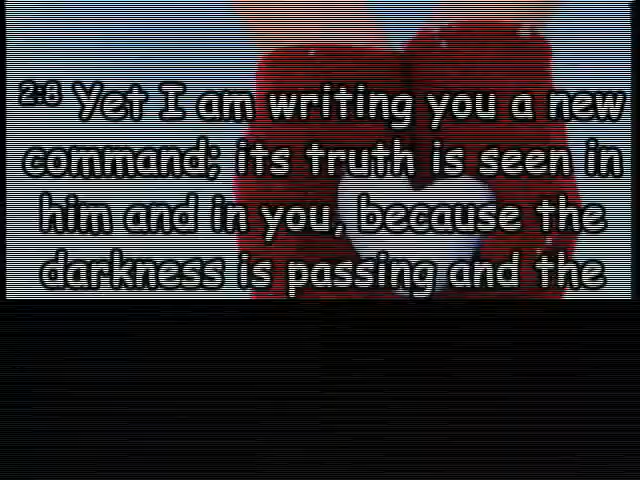 2:8 Yet I am writing you a new
command; its truth is seen in
him and in you, because the
darkness is passing and the